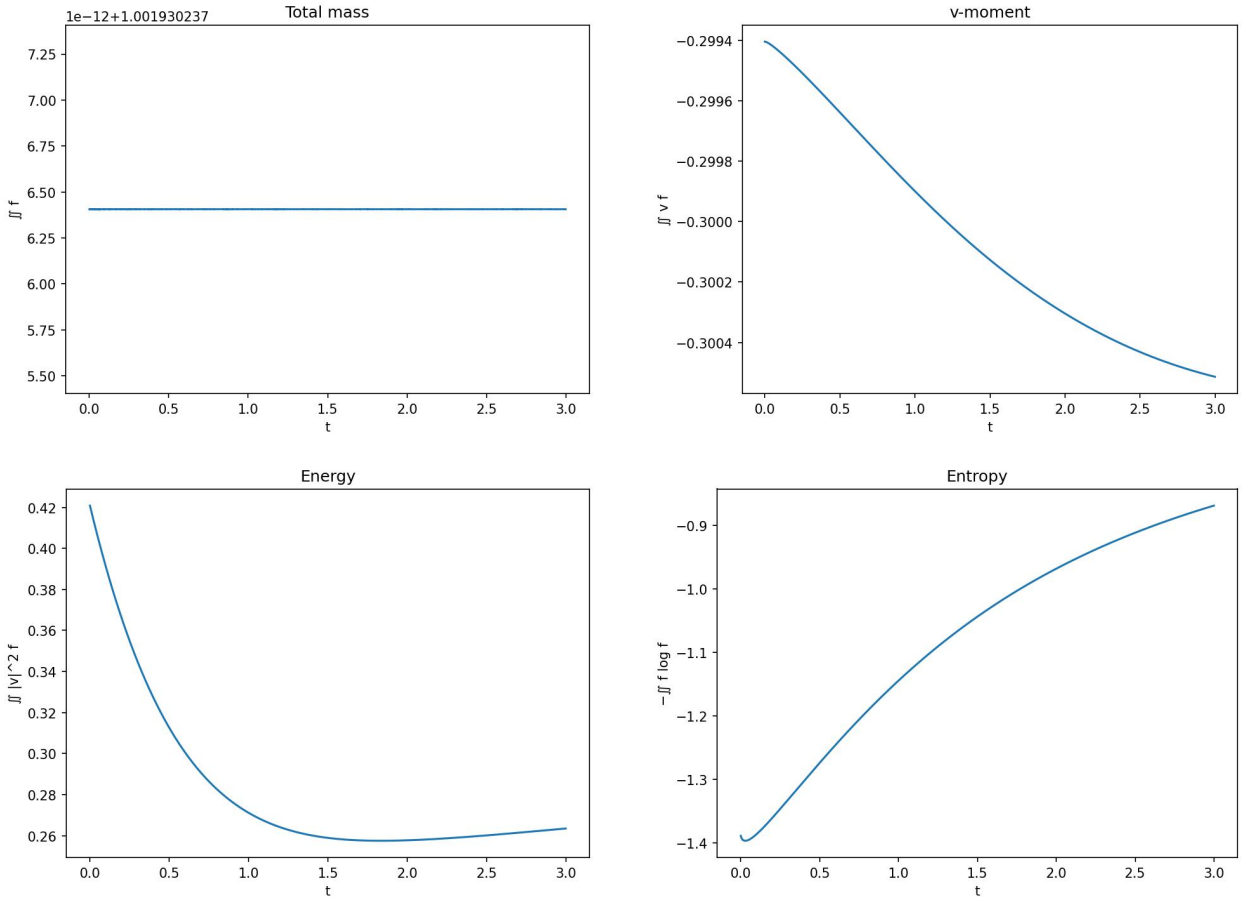 Total mass
1e−12+1.001930237
7.25
7.00
6.75
6.50
6.25
6.00
5.75
5.50
∬ f
0.0 0.5 1.0 1.5 2.0 2.5 3.0
t
v-moment
−0.2994
−0.2996
−0.2998
−0.3000
−0.3002
−0.3004
∬ v f
0.0 0.5 1.0 1.5 2.0 2.5 3.0
t
Energy
0.42
0.40
0.38
0.36
0.34
0.32
0.30
0.28
0.26
∬ |v|^2 f
0.0 0.5 1.0 1.5 2.0 2.5 3.0
t
Entropy
−0.9
−1.0
−1.1
−1.2
−1.3
−1.4
−∬ f log f
0.0 0.5 1.0 1.5 2.0 2.5 3.0
t